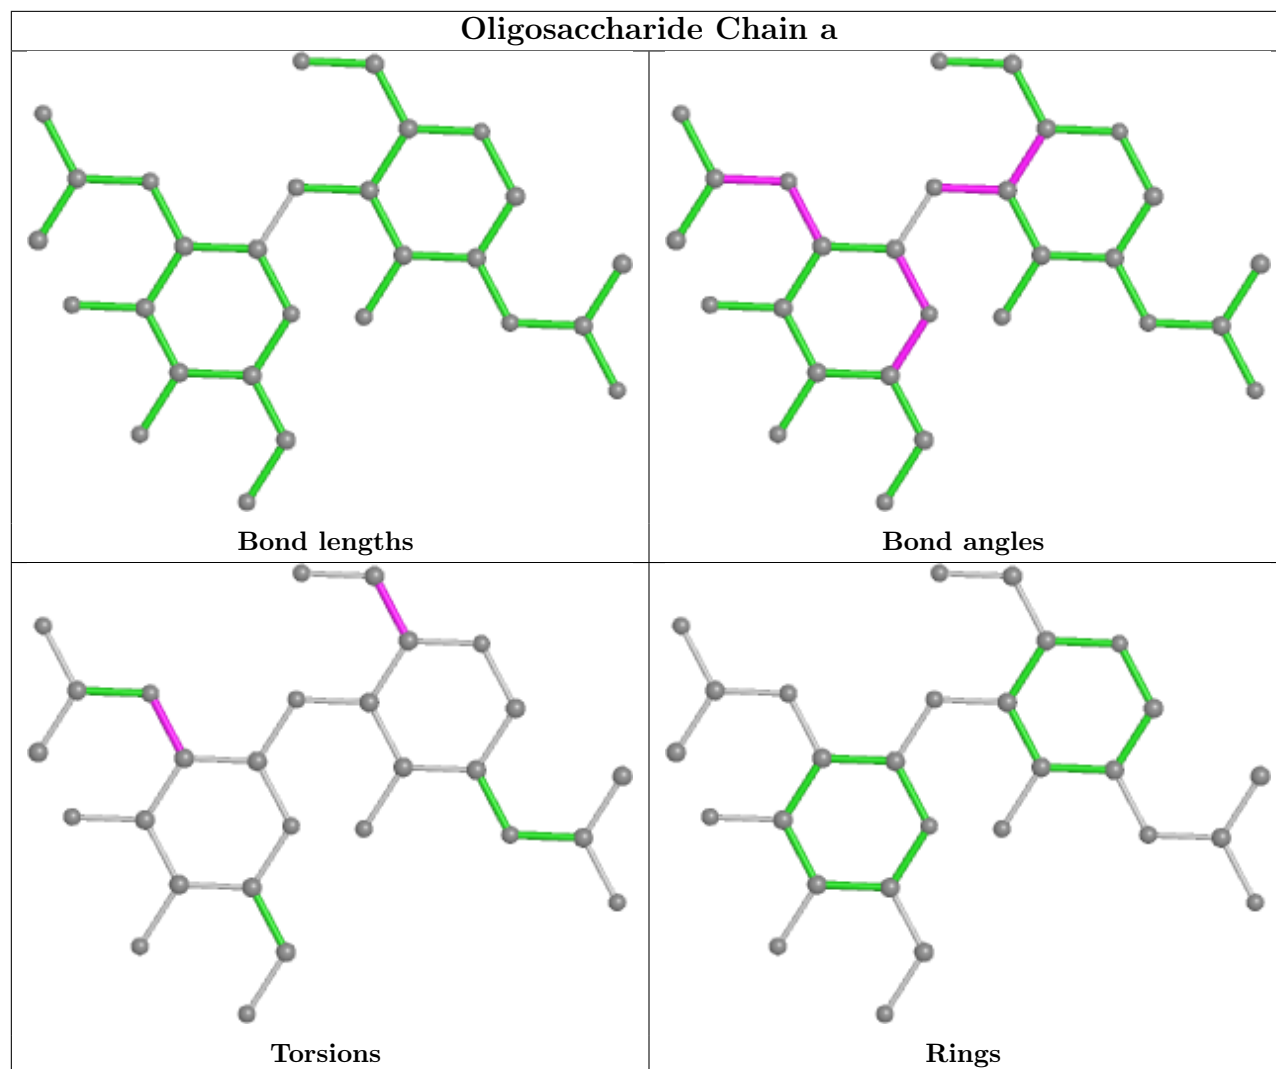 Oligosaccharide Chain a
Bond lengths
Bond angles
Torsions
Rings